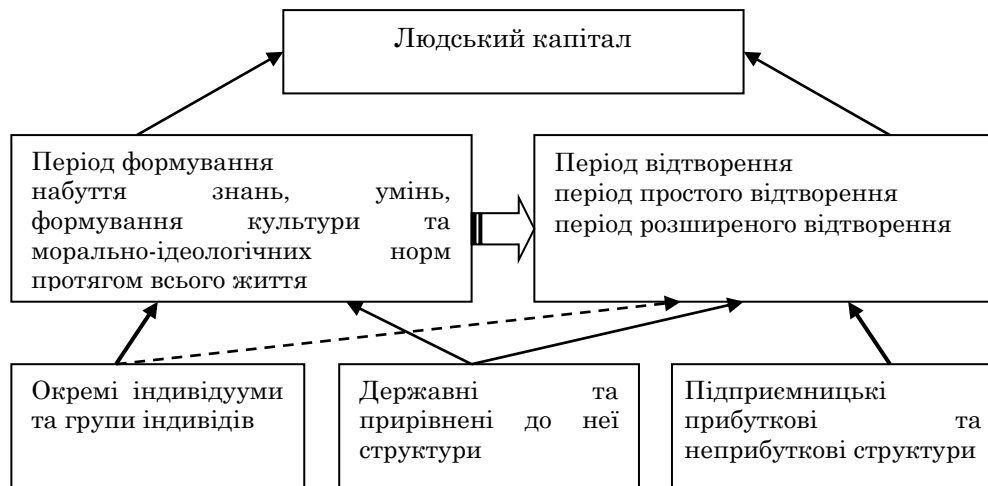 Людський капітал
Період формування
набуття знань, умінь,
формування культури та
морально-ідеологічних норм
протягом всього життя
Період відтворення
період простого відтворення
період розширеного відтворення
Окремі індивідууми
та групи індивідів
Державні та
прирівнені до неї
структури
Підприємницькі
прибуткові та
неприбуткові структури